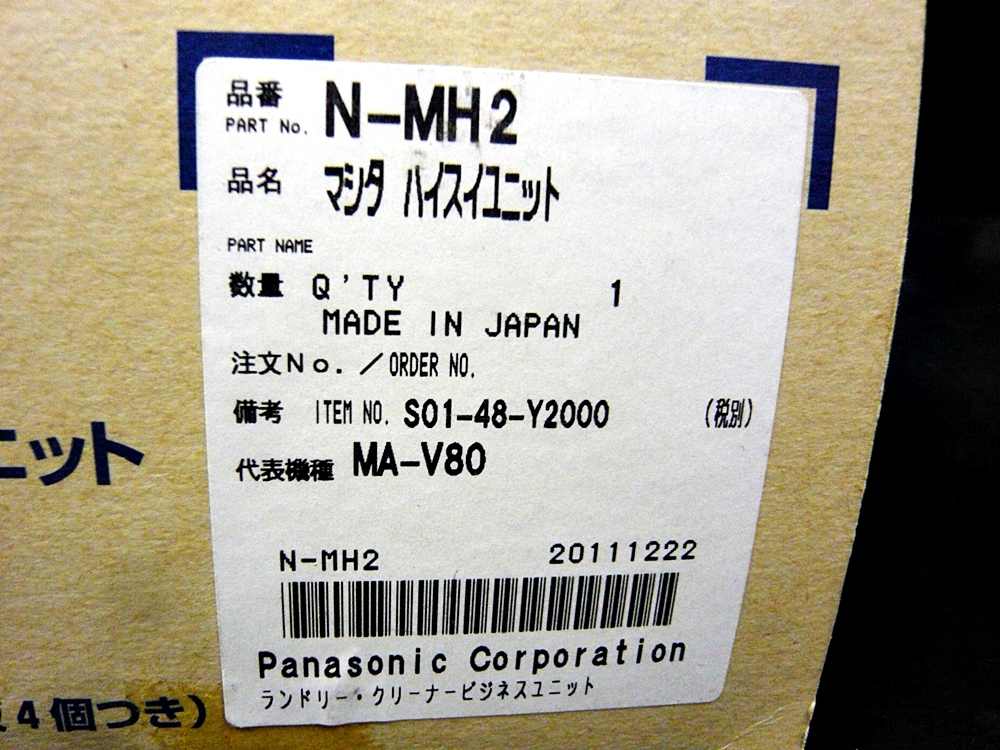 品番
PART No. N-MH2
品名 マシタ ハイスイユニット
PART NAME
数量 Q'TY 1
MADE IN JAPAN
注文No.／ORDER NO.
備考 ITEM NO. S01-48-Y2000 (税別)
代表機種 MA-V80
N-MH2 20111222
Panasonic Corporation
ランドリー・クリーナービジネスユニット
ニット
4個つき)